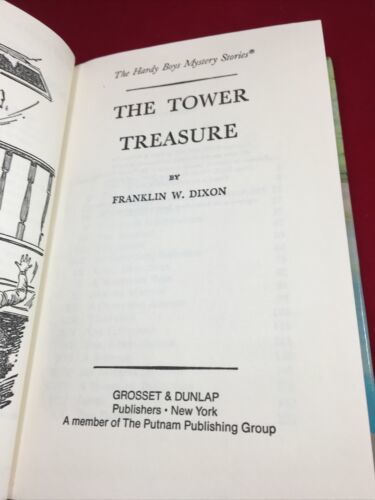 The Hardy Boys Mystery Stories®
THE TOWER
TREASURE
BY
FRANKLIN W. DIXON
GROSSET & DUNLAP
Publishers • New York
A member of The Putnam Publishing Group